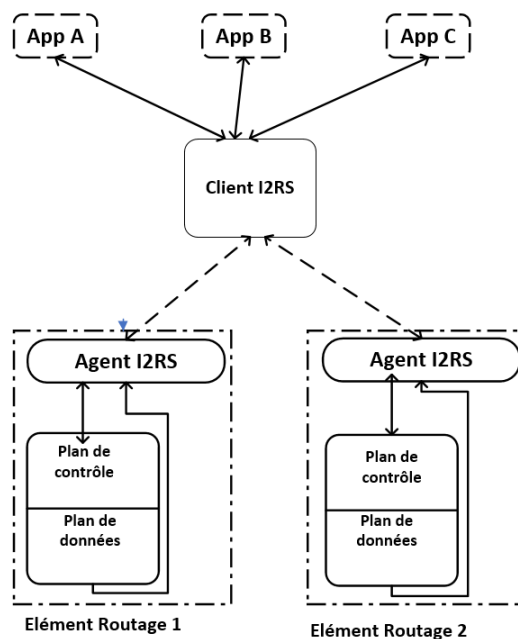 App A
App B
App C
Client I2RS
Agent I2RS
Agent I2RS
Plan de
contrôle
Plan de
données
Plan de
contrôle
Plan de
données
Elément Routage 1
Elément Routage 2